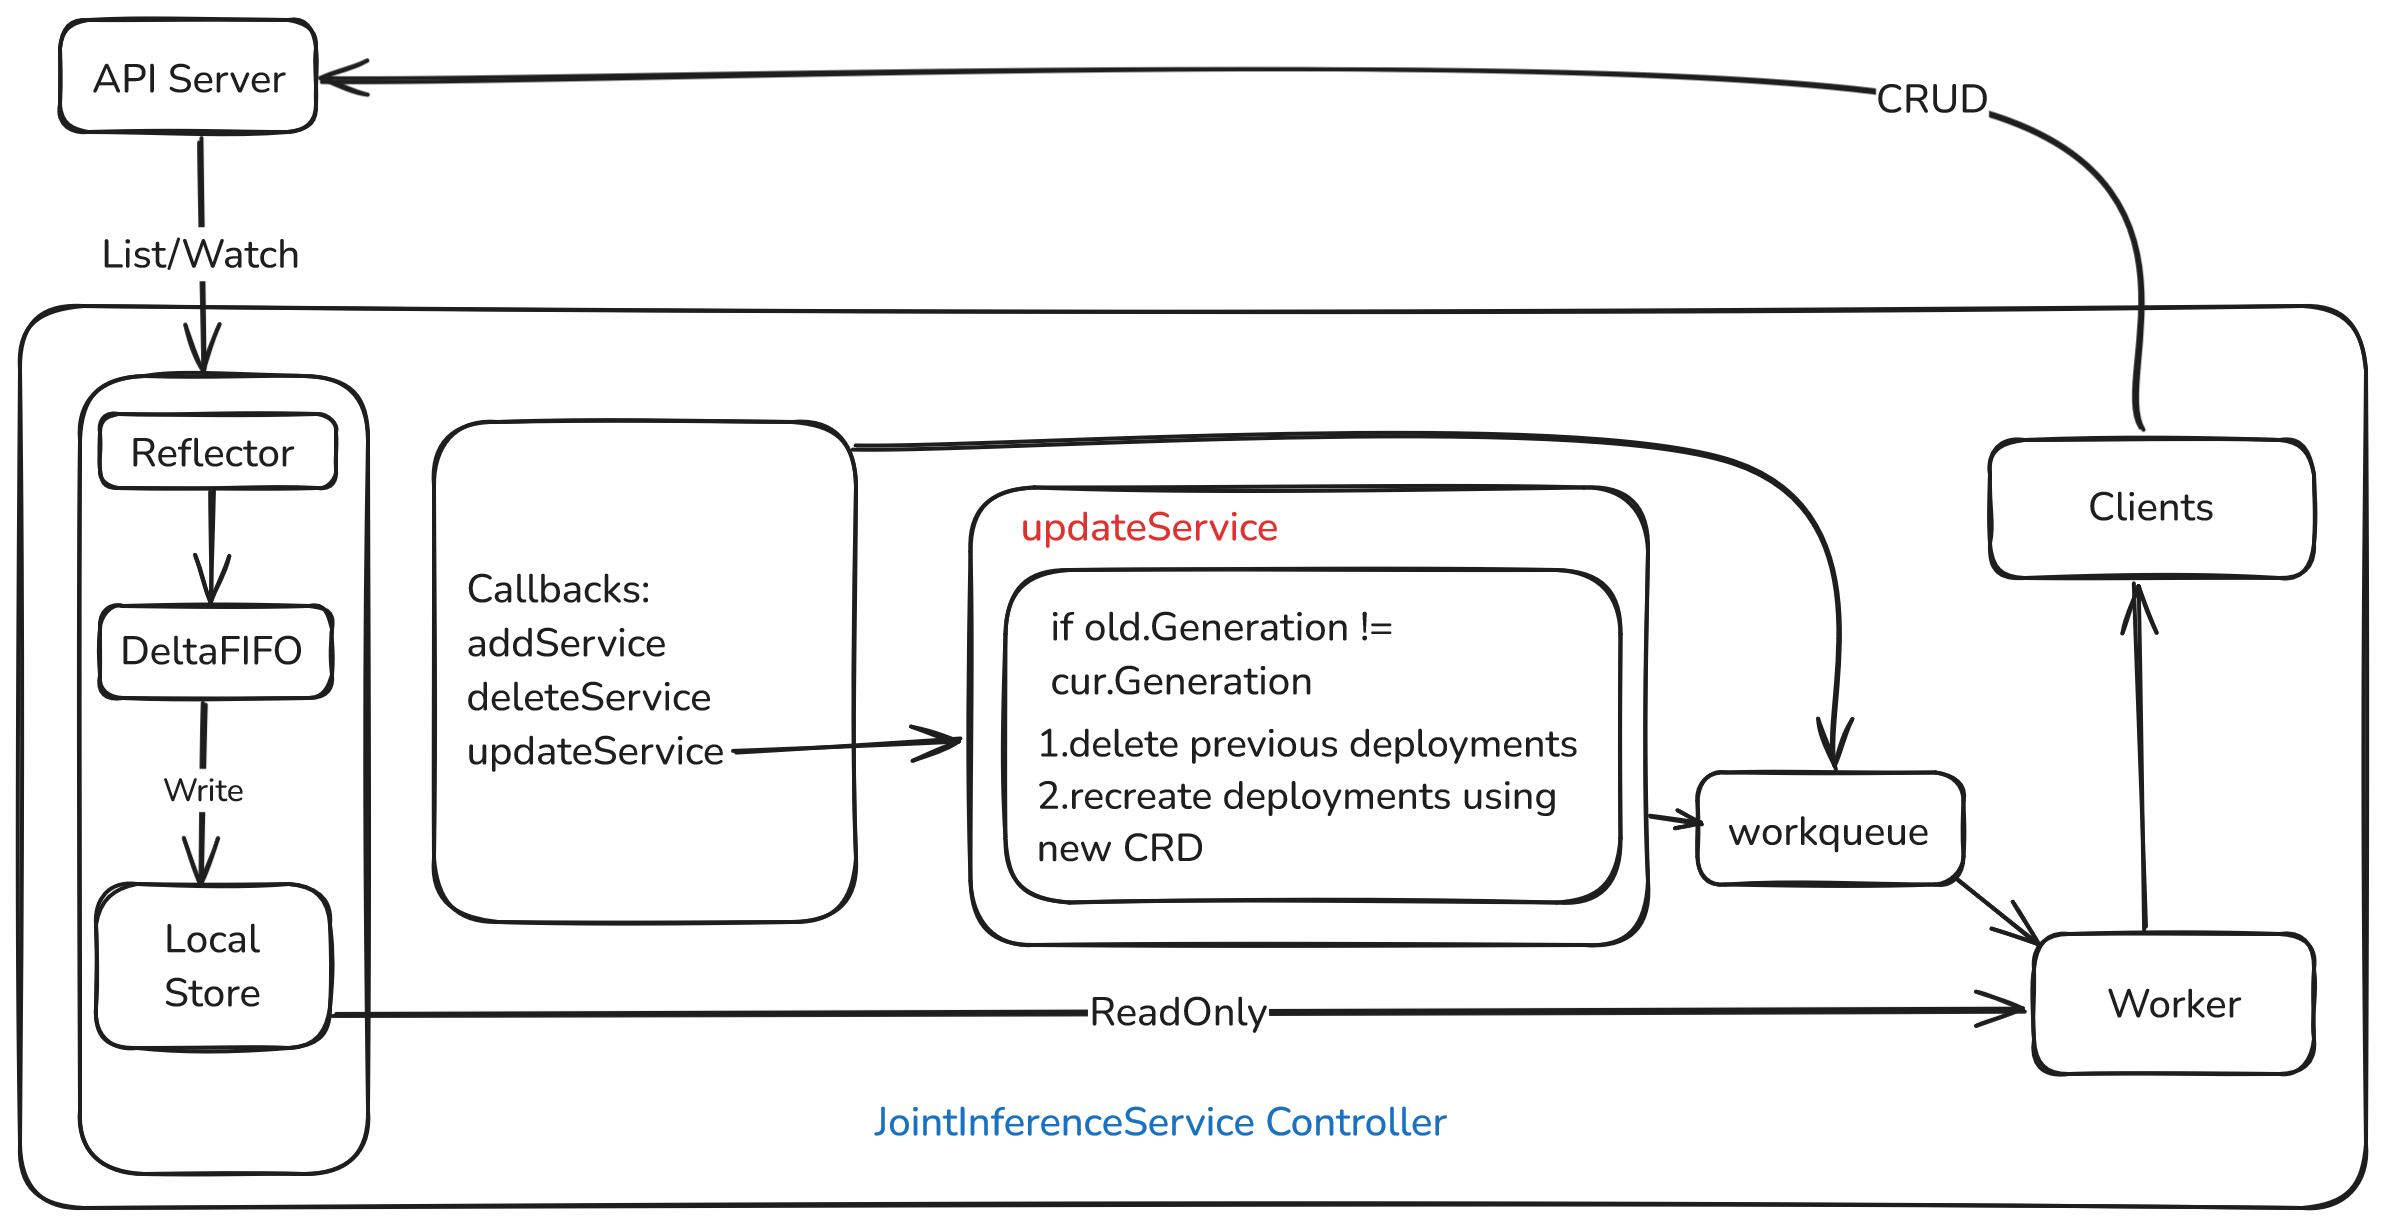 API Server
CRUD
List/Watch
Reflector
DeltaFIFO
Write
Local
Store
Callbacks:
addService
deleteService
updateService
updateService
if old.Generation !=
cur.Generation
1.delete previous deployments
2.recreate deployments using
new CRD
workqueue
Clients
Worker
ReadOnly
JointInferenceService Controller